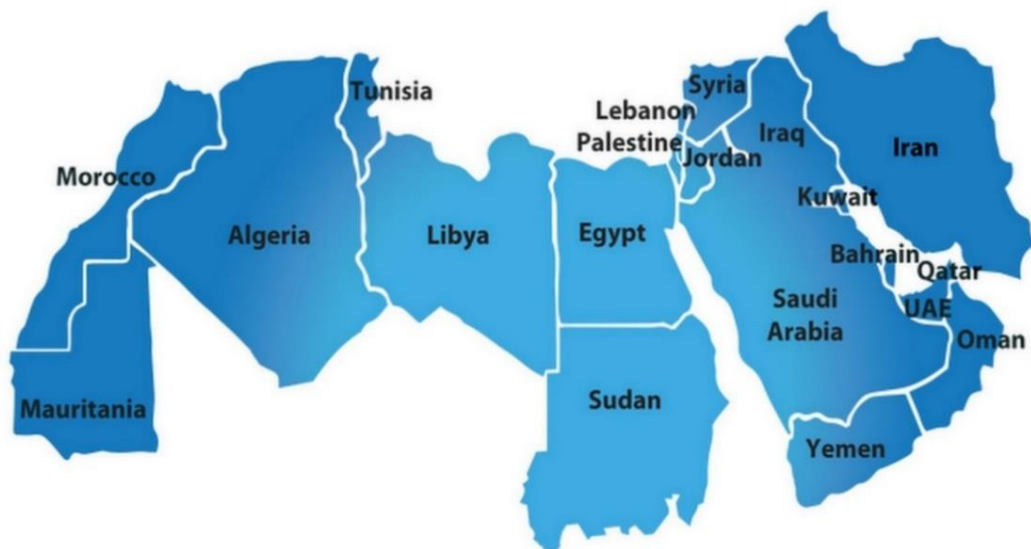 Syria
Tunisia
Lebanon
Palestine
Iraq
Jordan
Iran
Morocco
Kuwait
Algeria
Libya
Egypt
Bahrain
Qatar
Saudi
Arabia
UAE
Oman
Mauritania
Sudan
Yemen